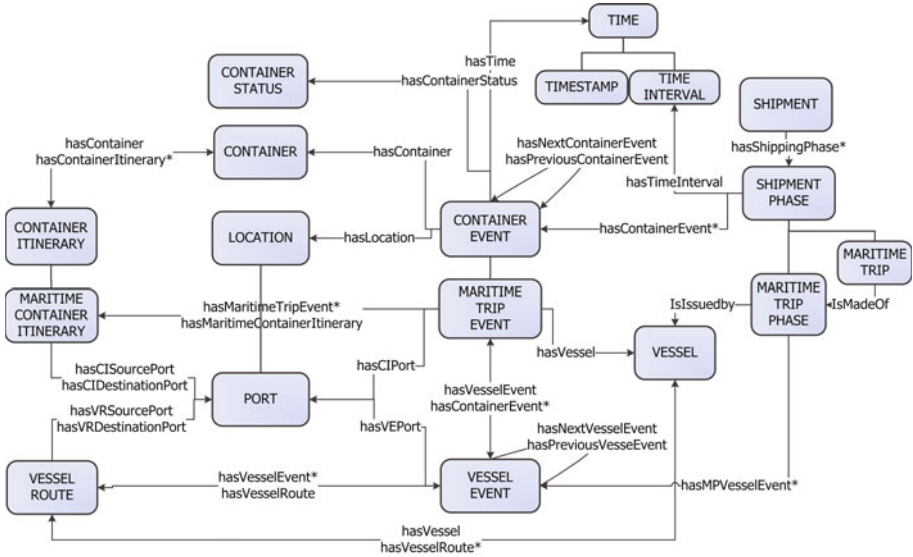 TIME
hasTime
hasContainerStatus
CONTAINER
STATUS
TIMESTAMP
TIME
INTERVAL
SHIPMENT
hasContainer
hasContainerItinerary*
CONTAINER
hasContainer
hasNextContainerEvent
hasPreviousContainerEvent
hasShippingPhase*
hasTimeInterval
SHIPMENT
PHASE
CONTAINER
ITINERARY
LOCATION
hasLocation
CONTAINER
EVENT
hasContainerEvent*
MARITIME
TRIP
MARITIME
CONTAINER
ITINERARY
hasMaritimeTripEvent*
hasMaritimeContainerItinerary
MARITIME
TRIP
EVENT
IsIssuedby
MARITIME
TRIP
PHASE
IsMadeOf
hasVessel
VESSEL
hasCISourcePort
hasCIDestinationPort
hasCIPort
PORT
hasVesselEvent
hasContainerEvent*
hasVRSourcePort
hasVRDestinationPort
hasVEPort
hasNextVesselEvent
hasPreviousVesseEvent
VESSEL
ROUTE
hasVesselEvent*
hasVesselRoute
VESSEL
EVENT
hasMPVesselEvent*
hasVessel
hasVesselRoute*